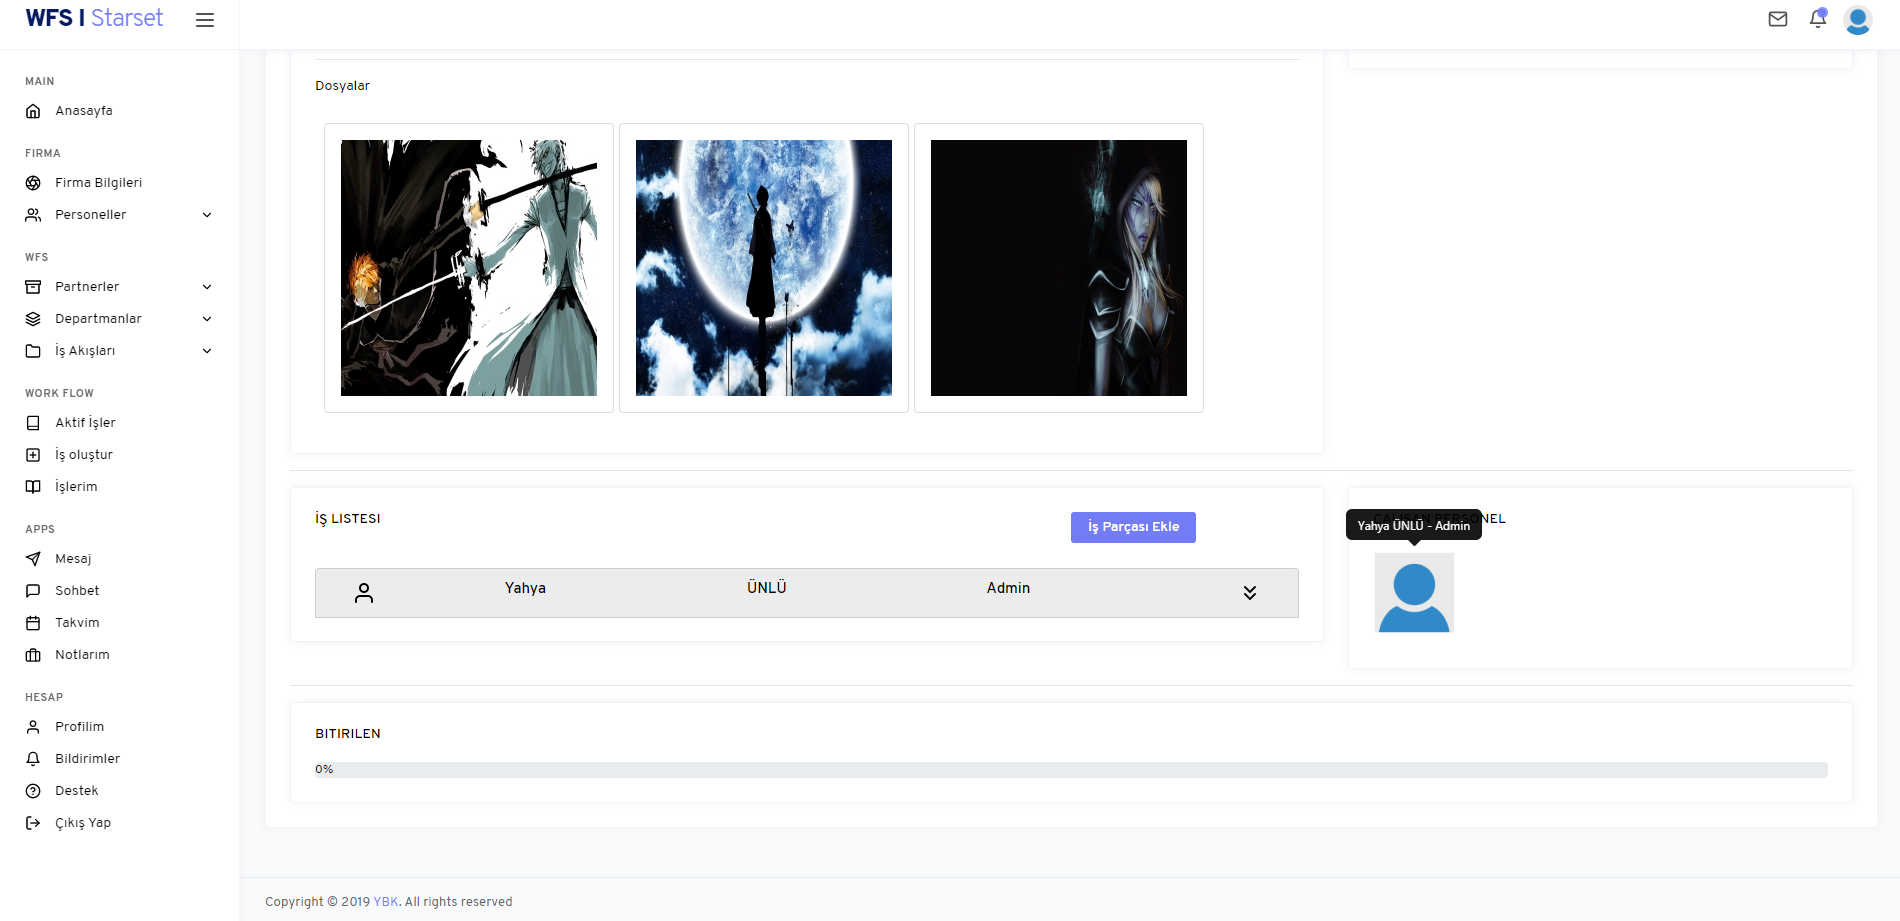 WFS | Starset
MAIN
Anasayfa
FIRMA
Firma Bilgileri
Personeller
WFS
Partnerler
Departmanlar
İş Akışları
WORK FLOW
Aktif İşler
İş oluştur
İşlerim
APPS
Mesaj
Sohbet
Takvim
Notlarım
HESAP
Profilim
Bildirimler
Destek
Çıkış Yap
Dosyalar
İŞ LISTESI
İş Parçası Ekle
Yahya ÜNLÜ Admin
Yahya ÜNLÜ - Admin
BITIRILEN
0%
Copyright © 2019 YBK. All rights reserved